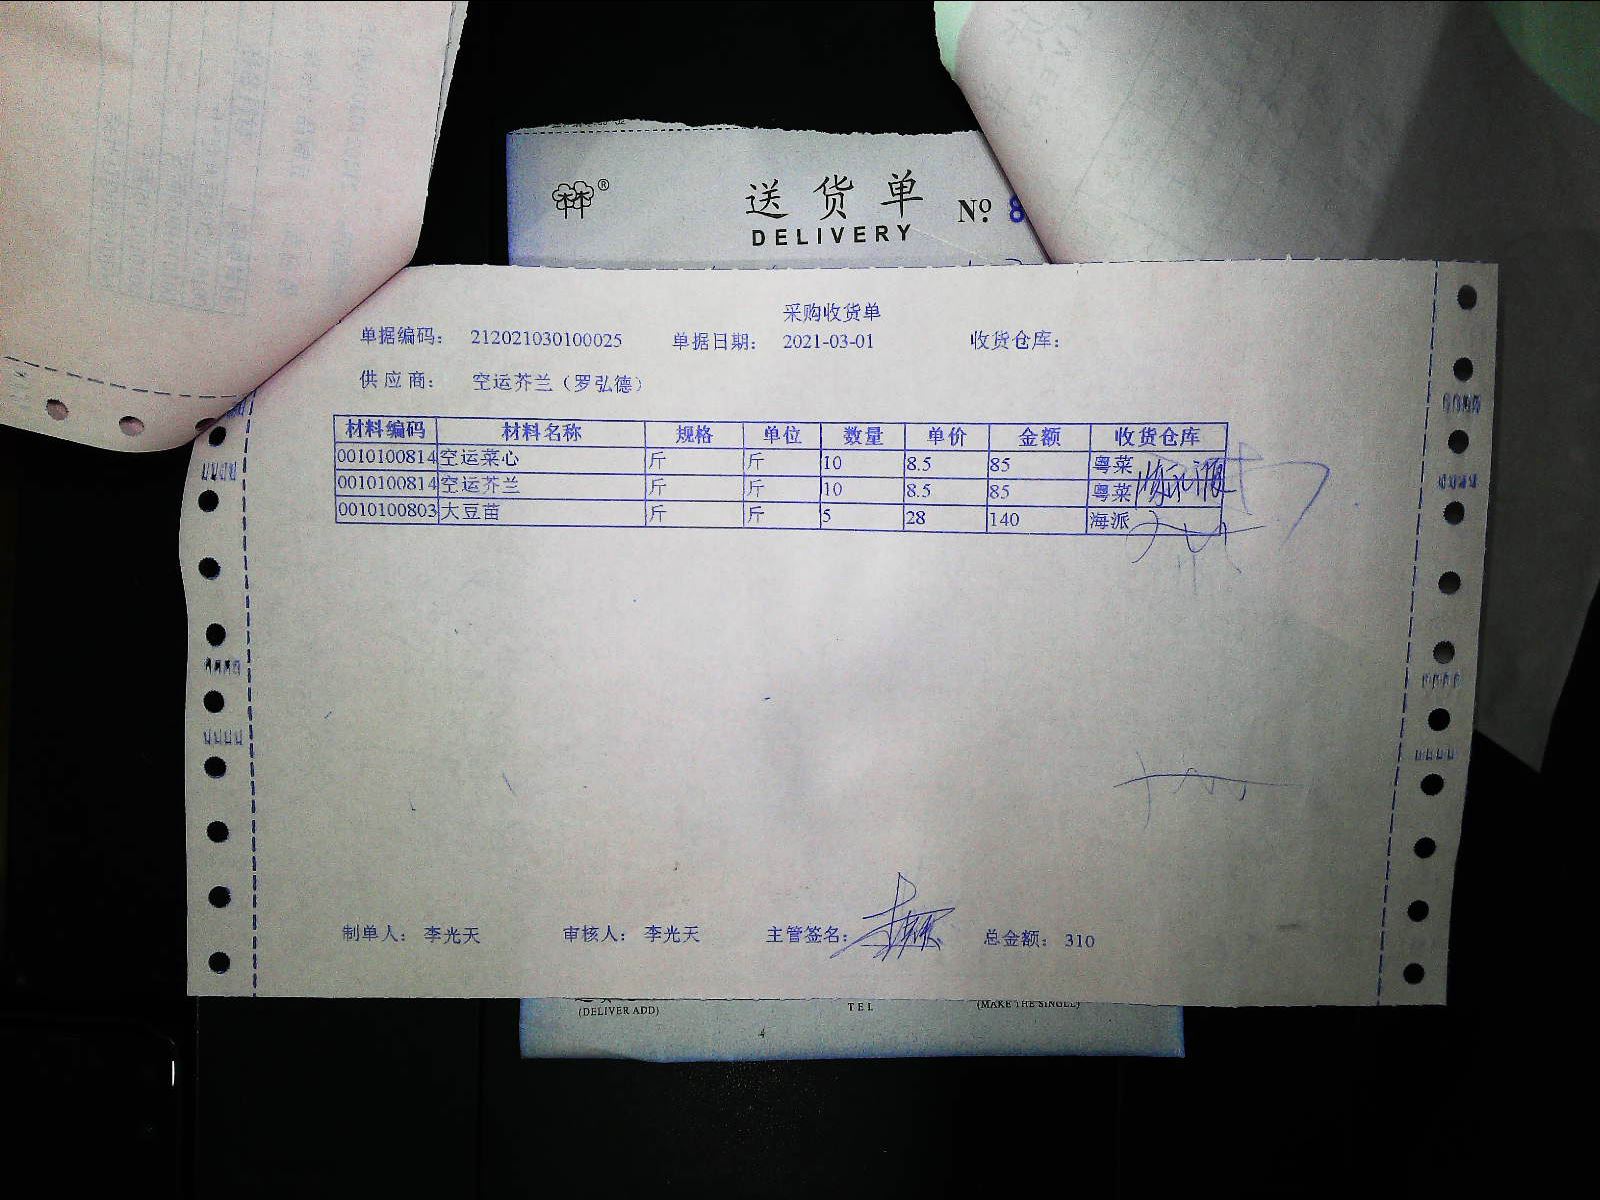 送货单 № 8
DELIVERY
采购收货单
单据编码： 212021030100025 单据日期： 2021-03-01 收货仓库：
供应商： 空运芥兰（罗弘德）
材料编码 材料名称 规格 单位 数量 单价 金额 收货仓库
0010100814 空运菜心 斤 斤 10 8.5 85 粤菜
0010100814 空运芥兰 斤 斤 10 8.5 85 粤菜
0010100803 大豆苗 斤 斤 5 28 140 海派
制单人： 李光天 审核人： 李光天 主管签名： 总金额： 310
(DELIVER ADD) TEL (MAKE THE SINGLE)
4